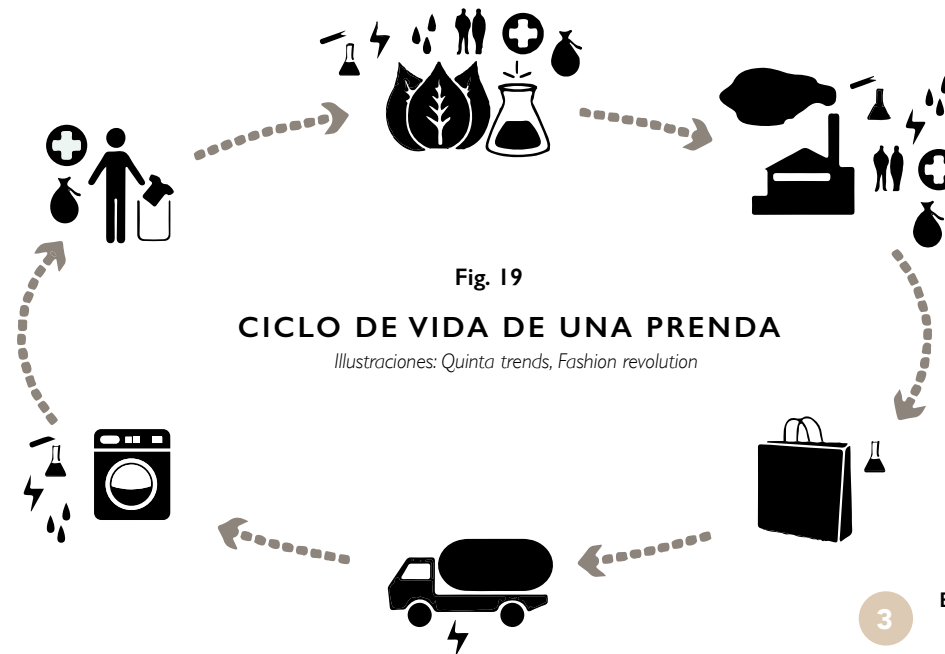 Fig. 19
CICLO DE VIDA DE UNA PRENDA
Illustraciones: Quinta trends, Fashion revolution
3